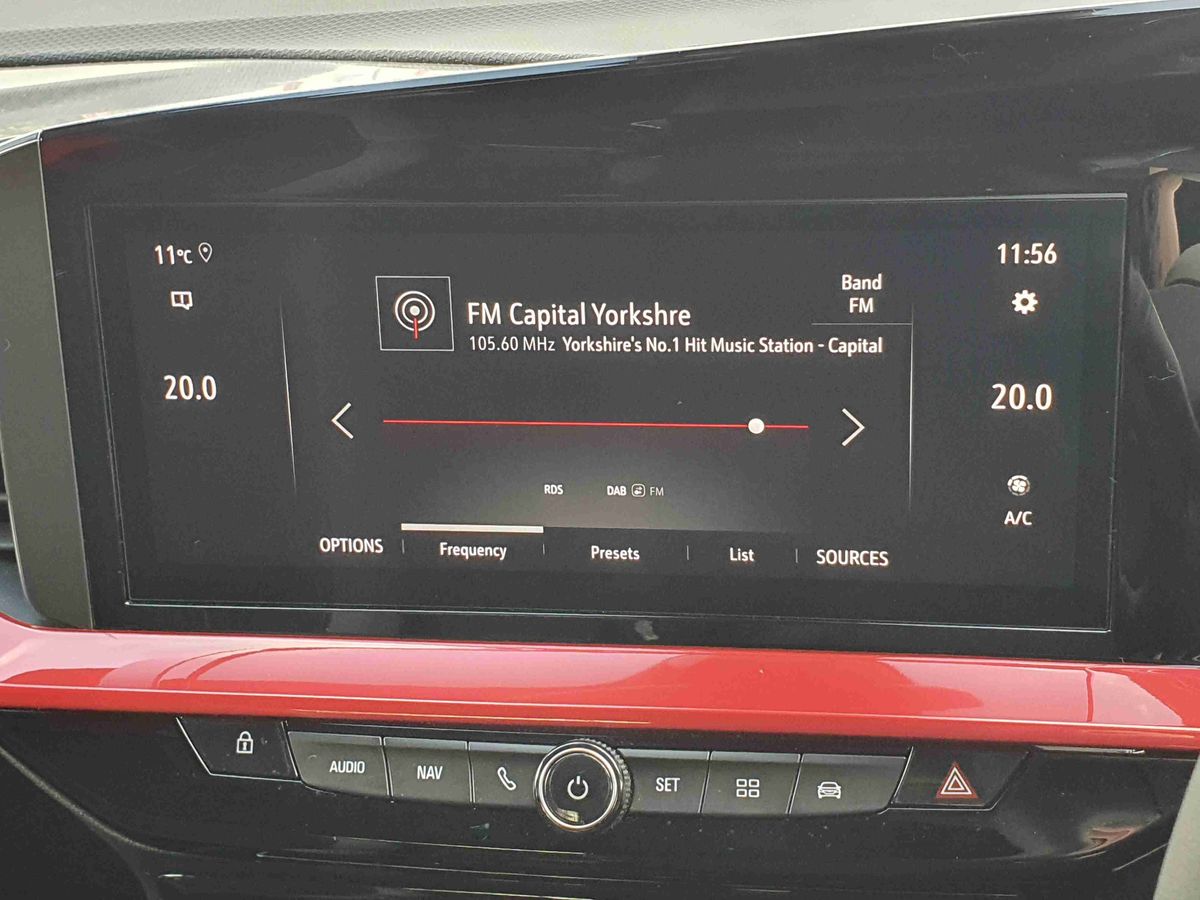 11°C
11:56
Band
FM
FM Capital Yorkshre
105.60 MHz Yorkshire's No.1 Hit Music Station - Capital
20.0
20.0
RDS DAB FM
A/C
OPTIONS Frequency Presets List SOURCES
AUDIO NAV SET